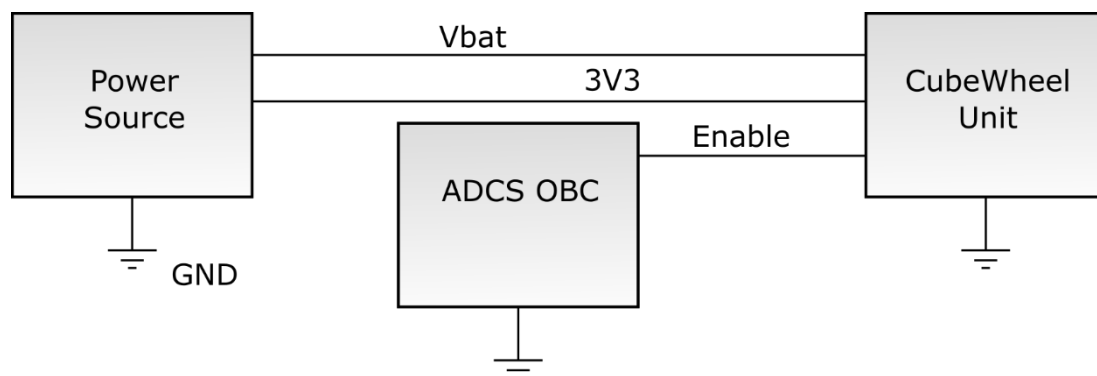 Vbat
Power
Source
3V3
CubeWheel
Unit
Enable
ADCS OBC
GND